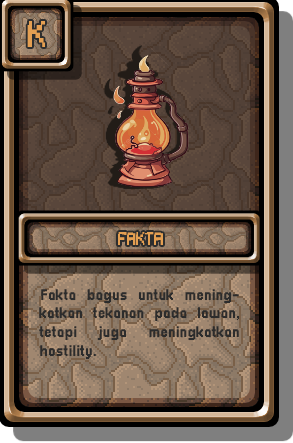 K
FAKTA
Fakta bagus untuk mening-
katkan tekanan pada lawan,
tetapi juga meningkatkan
hostility.